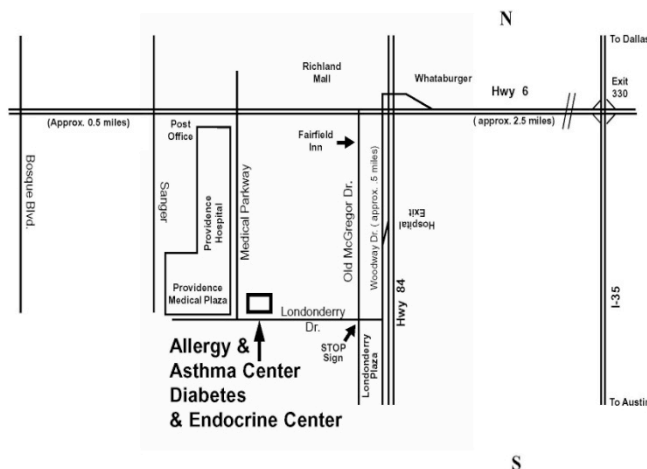 N
To Dallas
Richland
Mall
Whataburger
Exit
330
Hwy 6
(Approx. 0.5 miles)
( approx. 2.5 miles)
Post
Office
Fairfield
Inn
Bosque Blvd.
Sanger
Providence
Hospital
Medical Parkway
Old McGregor Dr.
Woodway Dr. ( approx. .5 miles)
Hospital
Exit
Providence
Medical Plaza
Hwy 84
I-35
Londonderry
Dr.
STOP
Sign
Londonderry
Plaza
Allergy &
Asthma Center
Diabetes
& Endocrine Center
To Austin
S